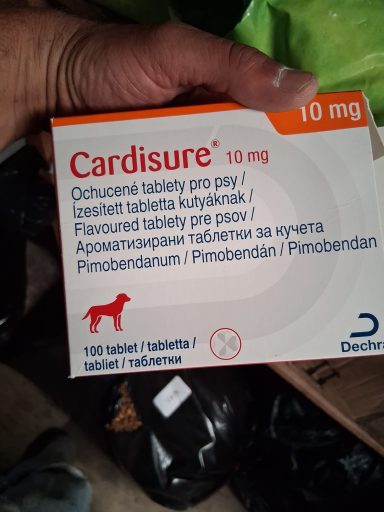 10 mg
Cardisure® 10 mg
Ochucené tablety pro psy /
Ízesített tabletta kutyáknak /
Flavoured tablety pre psov /
Ароматизирани таблетки за кучета
Pimobendanum / Pimobendán / Pimobendan
100 tablet / tabletta /
tabliet / таблетки
Dechra